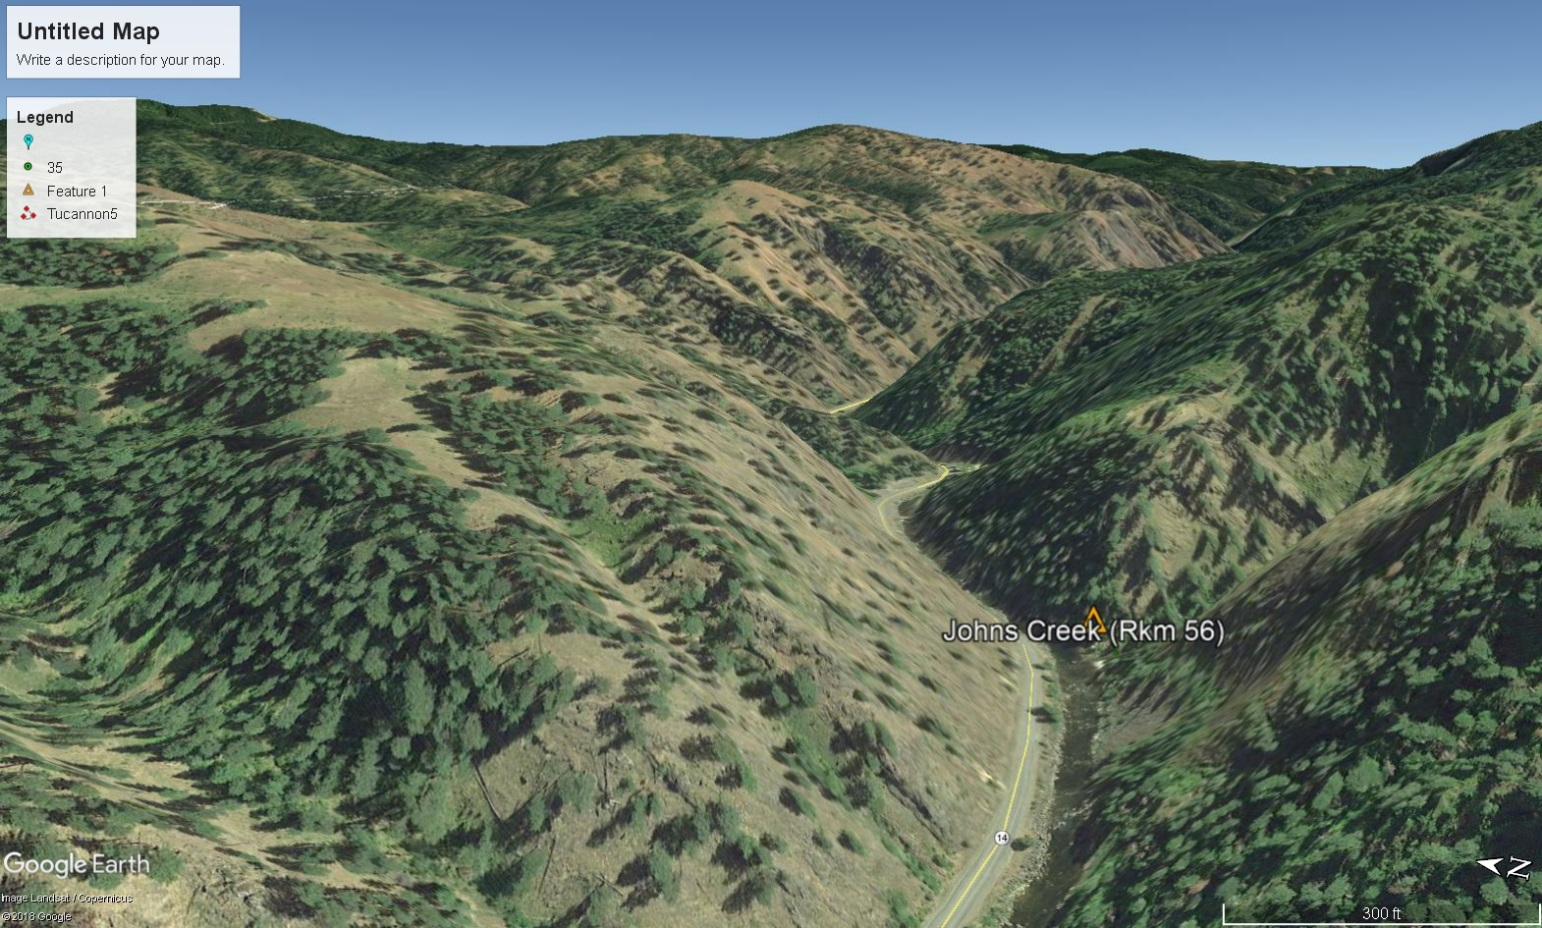 Untitled Map
Write a description for your map.
Legend
35
Feature 1
Tucannon5
Johns Creek (Rkm 56)
14
Google Earth
Image Landsat / Copernicus
©2018 Google
N
300 ft